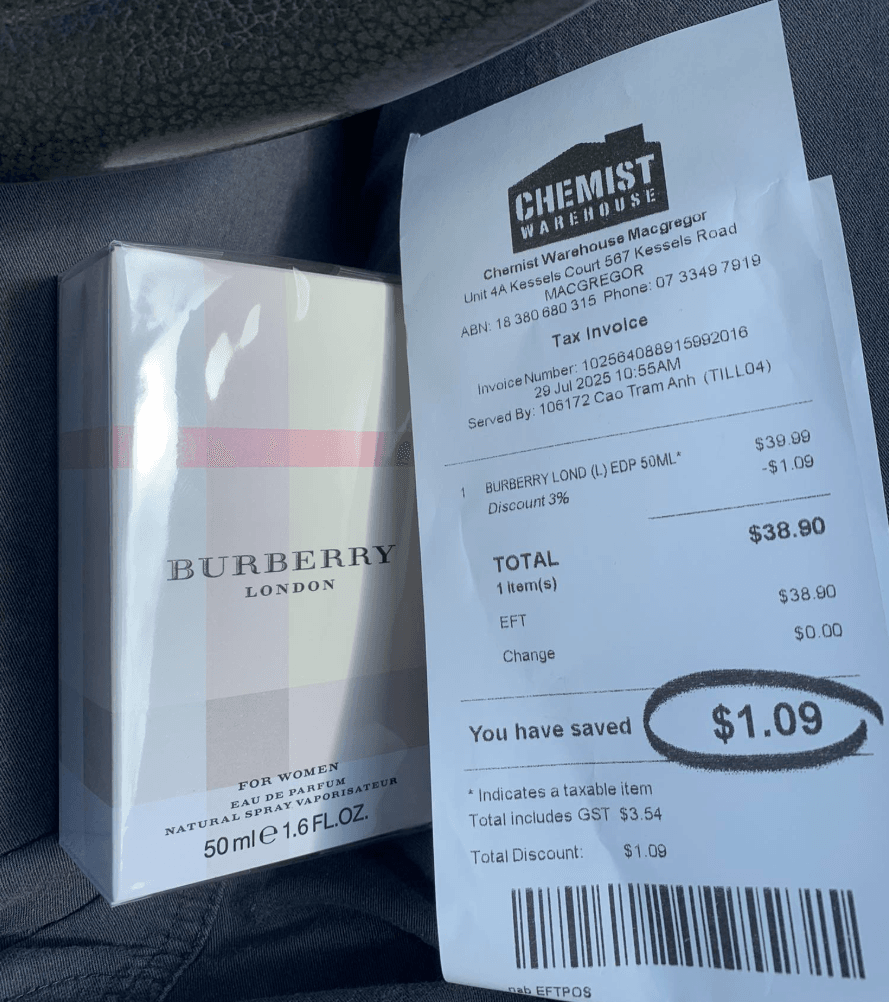 BURBERRY
LONDON
FOR WOMEN
EAU DE PARFUM
NATURAL SPRAY VAPORISATEUR
50 ml e 1.6 FL.OZ.
CHEMIST
WAREHOUSE
Chemist Warehouse Macgregor
Unit 4A Kessels Court 567 Kessels Road
MACGREGOR
ABN: 18 380 680 315 Phone: 07 3349 7919
Tax Invoice
Invoice Number: 102564088915992016
29 Jul 2025 10:55AM
Served By: 106172 Cao Tram Anh (TILL04)
1 BURBERRY LOND (L) EDP 50ML* $39.99
Discount 3% -$1.09
TOTAL $38.90
1 Item(s)
EFT $38.90
Change $0.00
You have saved $1.09
* Indicates a taxable item
Total includes GST $3.54
Total Discount: $1.09
nab EFTPOS